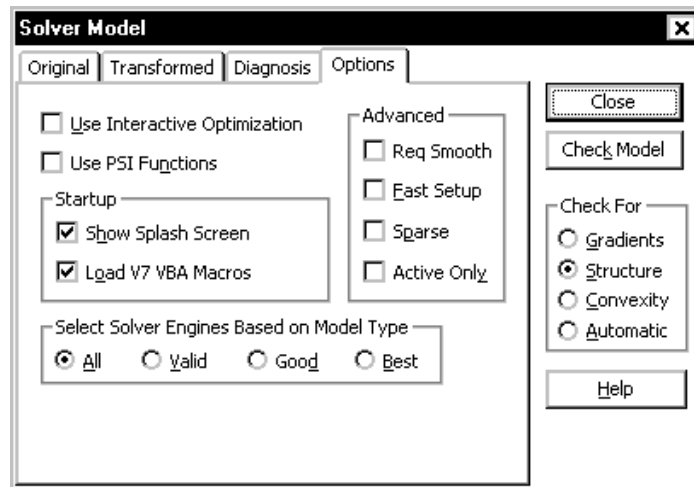 Solver Model
Original Transformed Diagnosis Options
Use Interactive Optimization
Use PSI Functions
Startup
Show Splash Screen
Load V7 VBA Macros
Advanced
Req Smooth
Fast Setup
Sparse
Active Only
Select Solver Engines Based on Model Type
All Valid Good Best
Close
Check Model
Check For
Gradients
Structure
Convexity
Automatic
Help